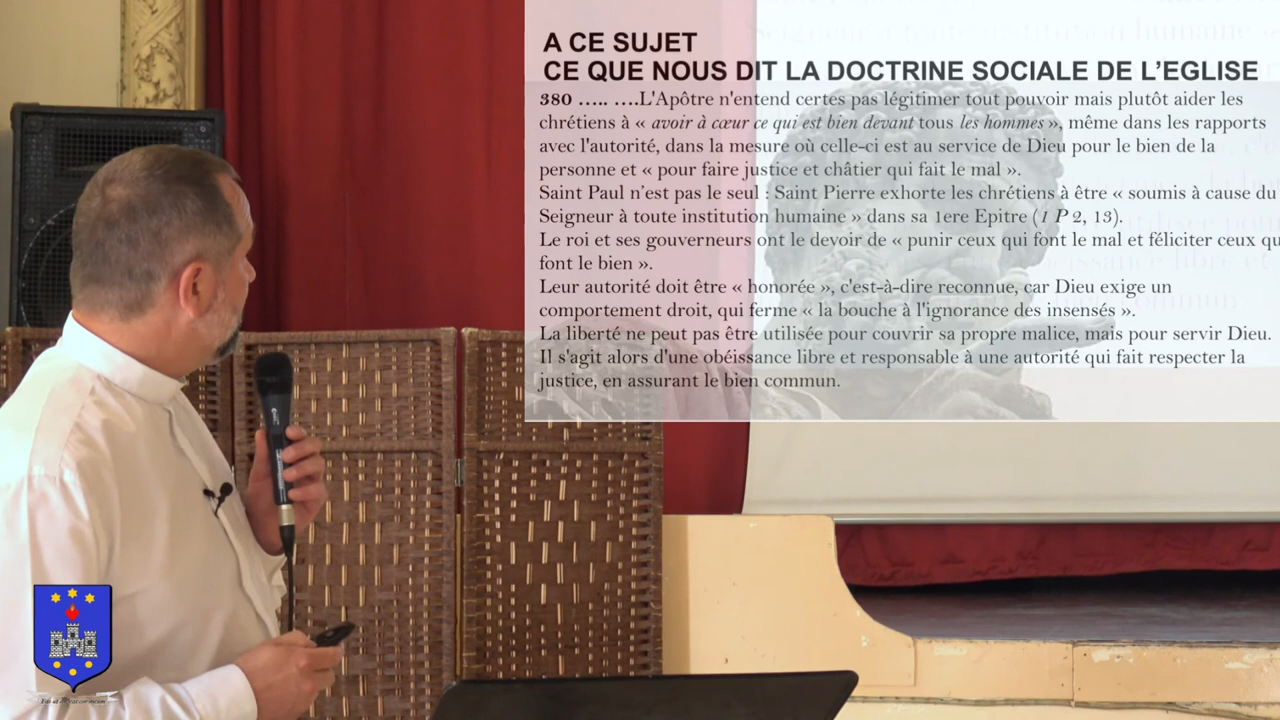 A CE SUJET
CE QUE NOUS DIT LA DOCTRINE SOCIALE DE L'EGLISE
380 ..... ....L'Apôtre n'entend certes pas légitimer tout pouvoir mais plutôt aider les
chrétiens à « avoir à cœur ce qui est bien devant tous les hommes », même dans les rapports
avec l'autorité, dans la mesure où celle-ci est au service de Dieu pour le bien de la
personne et « pour faire justice et châtier qui fait le mal ».
Saint Paul n'est pas le seul : Saint Pierre exhorte les chrétiens à être « soumis à cause du
Seigneur à toute institution humaine » dans sa 1ere Epitre (1 P 2, 13).
Le roi et ses gouverneurs ont le devoir de « punir ceux qui font le mal et féliciter ceux qu
font le bien ».
Leur autorité doit être « honorée », c'est-à-dire reconnue, car Dieu exige un
comportement droit, qui ferme « la bouche à l'ignorance des insensés ».
La liberté ne peut pas être utilisée pour couvrir sa propre malice, mais pour servir Dieu.
Il s'agit alors d'une obéissance libre et responsable à une autorité qui fait respecter la
justice, en assurant le bien commun.